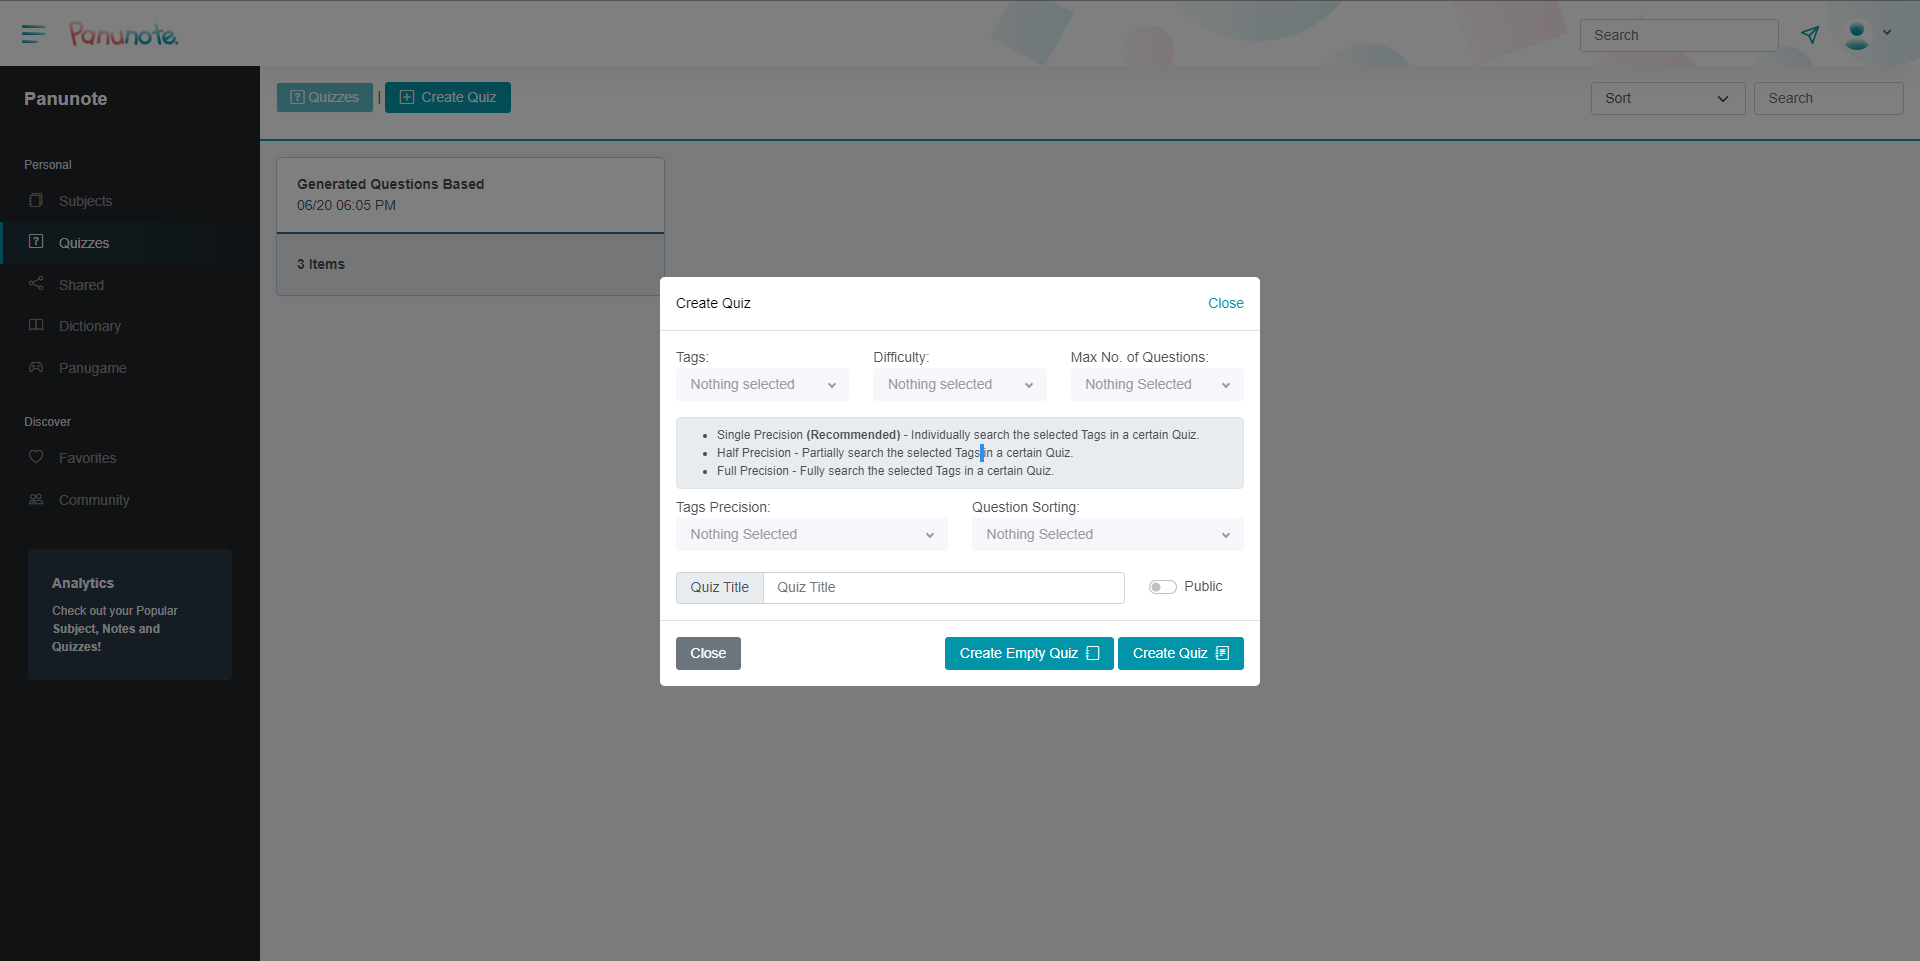 Panunote.
Search
Panunote
Quizzes | Create Quiz
Sort
Search
Personal
Subjects
Quizzes
Shared
Dictionary
Panugame
Discover
Favorites
Community
Analytics
Check out your Popular
Subject, Notes and
Quizzes!
Generated Questions Based
06/20 06:05 PM
3 Items
Create Quiz
Close
Tags:
Difficulty:
Max No. of Questions:
Nothing selected
Nothing selected
Nothing Selected
Single Precision (Recommended) - Individually search the selected Tags in a certain Quiz.
Half Precision - Partially search the selected Tags in a certain Quiz.
Full Precision - Fully search the selected Tags in a certain Quiz.
Tags Precision:
Question Sorting:
Nothing Selected
Nothing Selected
Quiz Title
Quiz Title
Public
Close
Create Empty Quiz
Create Quiz